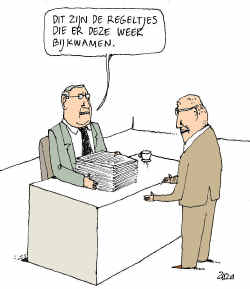 DIT ZIJN DE REGELTJES
DIE ER DEZE WEEK
BIJKWAMEN.